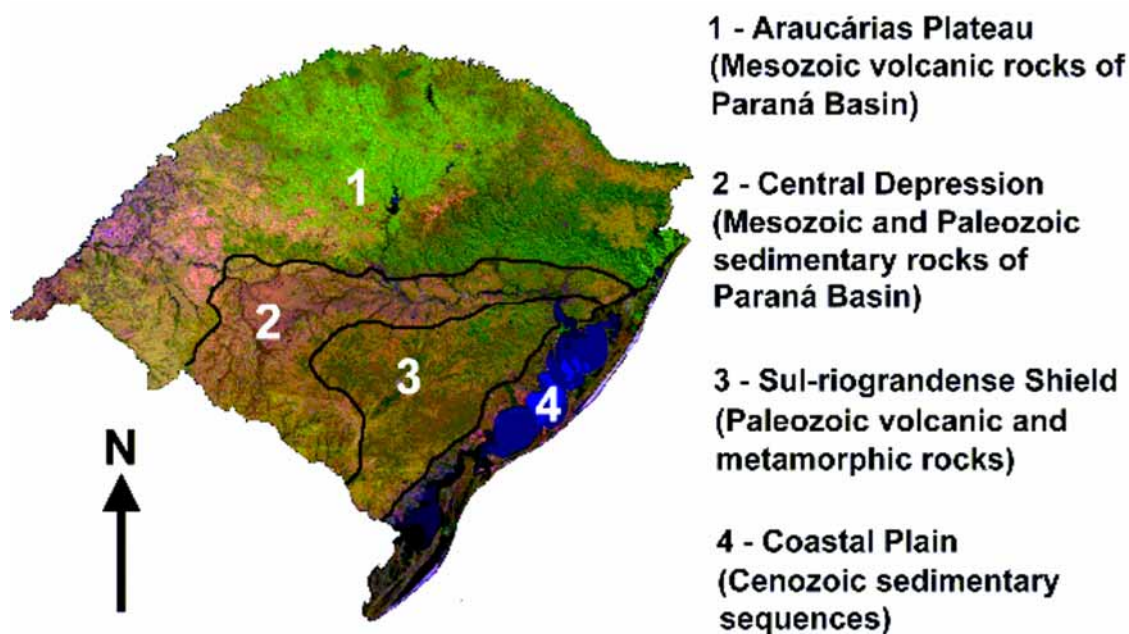 1 - Araucárias Plateau
(Mesozoic volcanic rocks of
Paraná Basin)
2 - Central Depression
(Mesozoic and Paleozoic
sedimentary rocks of
Paraná Basin)
3 - Sul-riograndense Shield
(Paleozoic volcanic and
metamorphic rocks)
4 - Coastal Plain
(Cenozoic sedimentary
sequences)
1
2
3
4
N